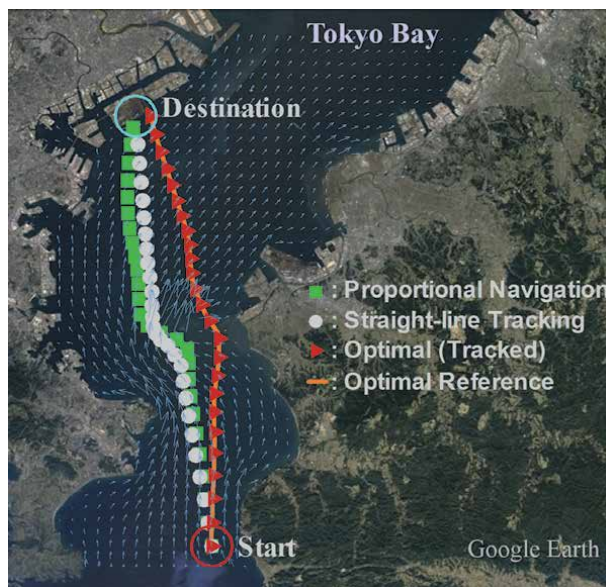 Tokyo Bay
Destination
: Proportional Navigation
: Straight-line Tracking
: Optimal (Tracked)
: Optimal Reference
Start
Google Earth